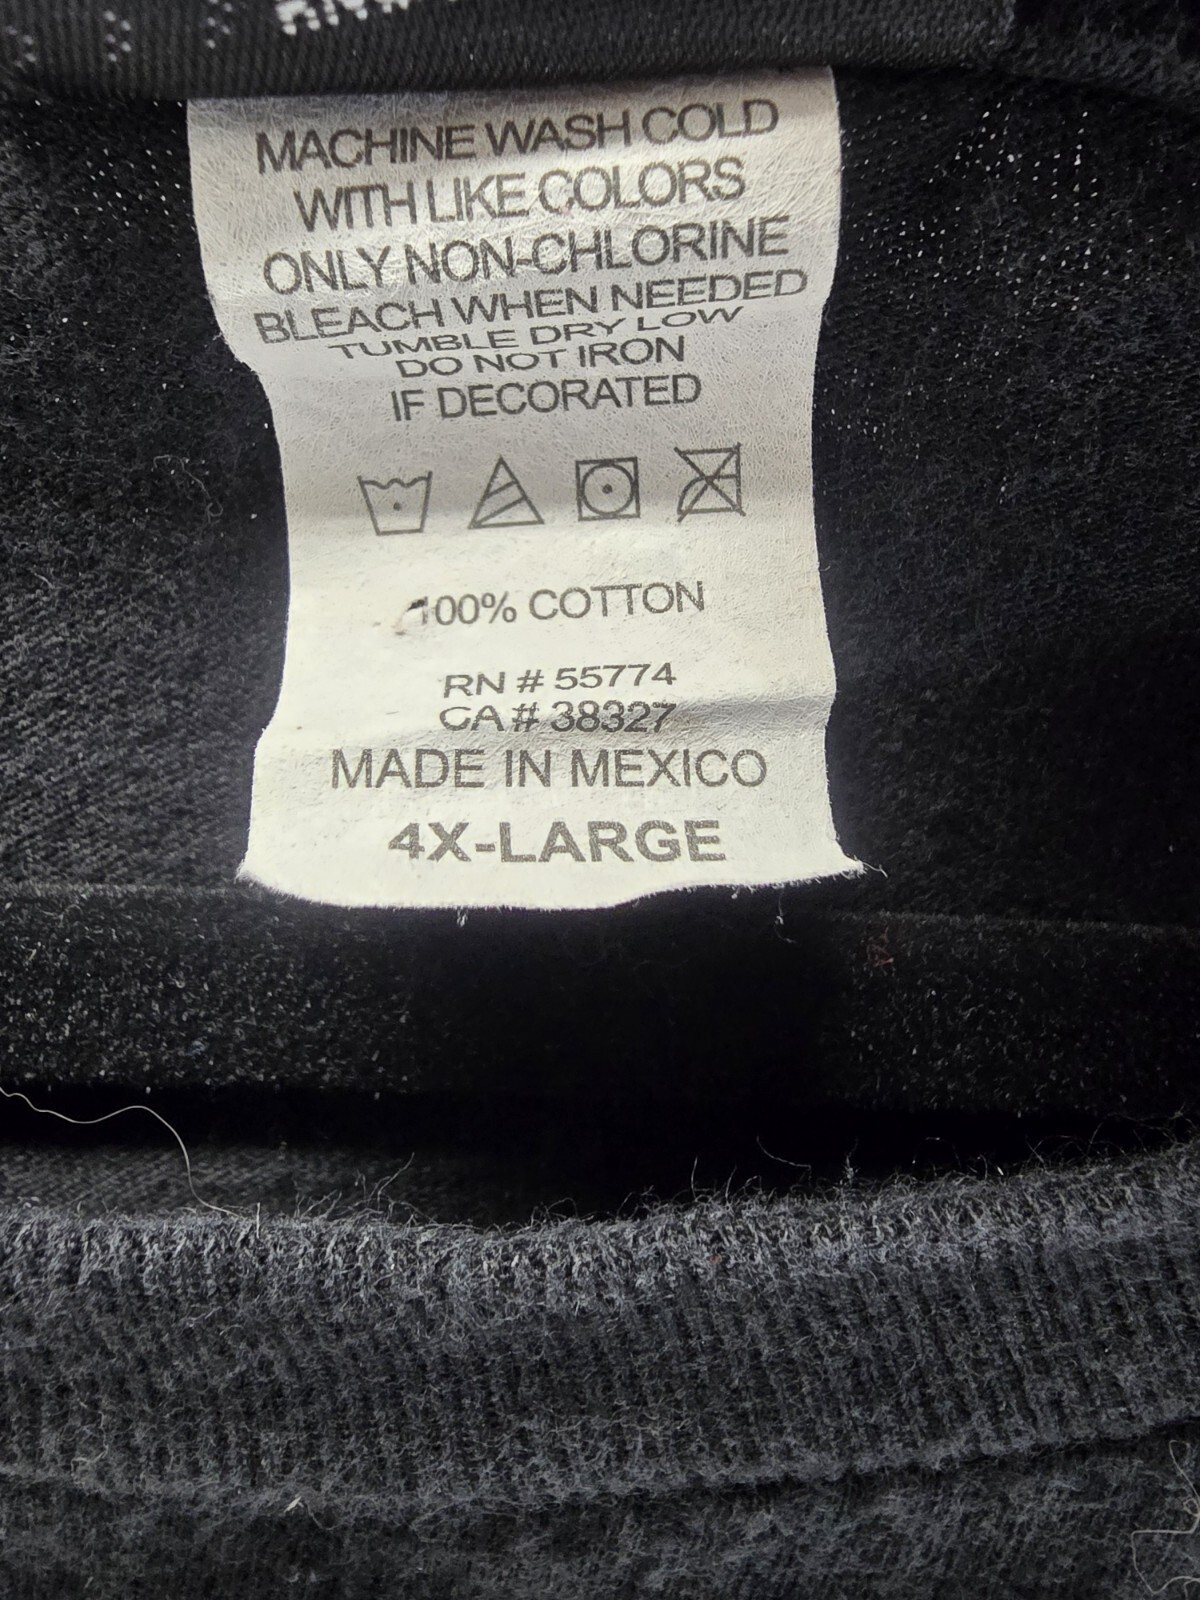 MACHINE WASH COLD
WITH LIKE COLORS
ONLY NON-CHLORINE
BLEACH WHEN NEEDED
TUMBLE DRY LOW
DO NOT IRON
IF DECORATED
100% COTTON
RN # 55774
CA # 38327
MADE IN MEXICO
4X-LARGE